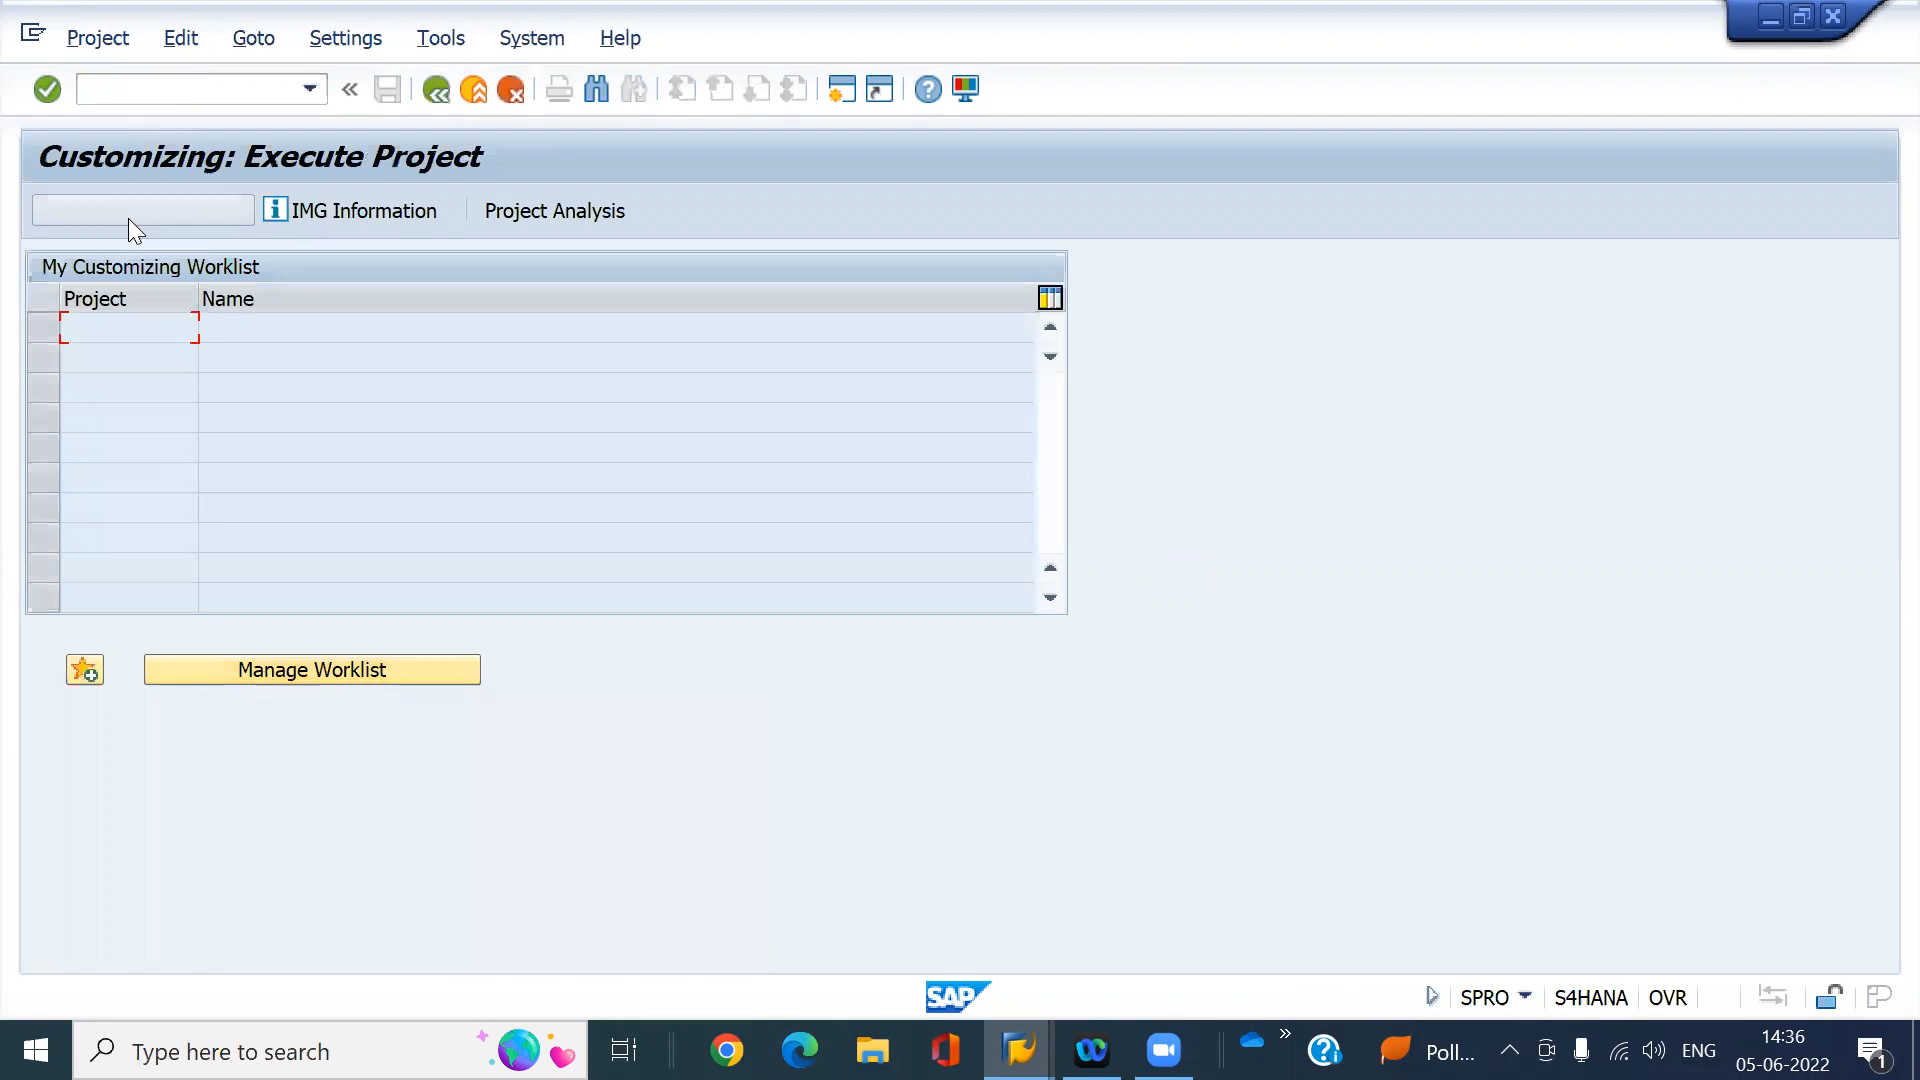 Project Edit Goto Settings Tools System Help
Customizing: Execute Project
IMG Information Project Analysis
My Customizing Worklist
Project Name
Manage Worklist
SAP SPRO S4HANA OVR
Type here to search Poll... ENG 14:36
05-06-2022 1